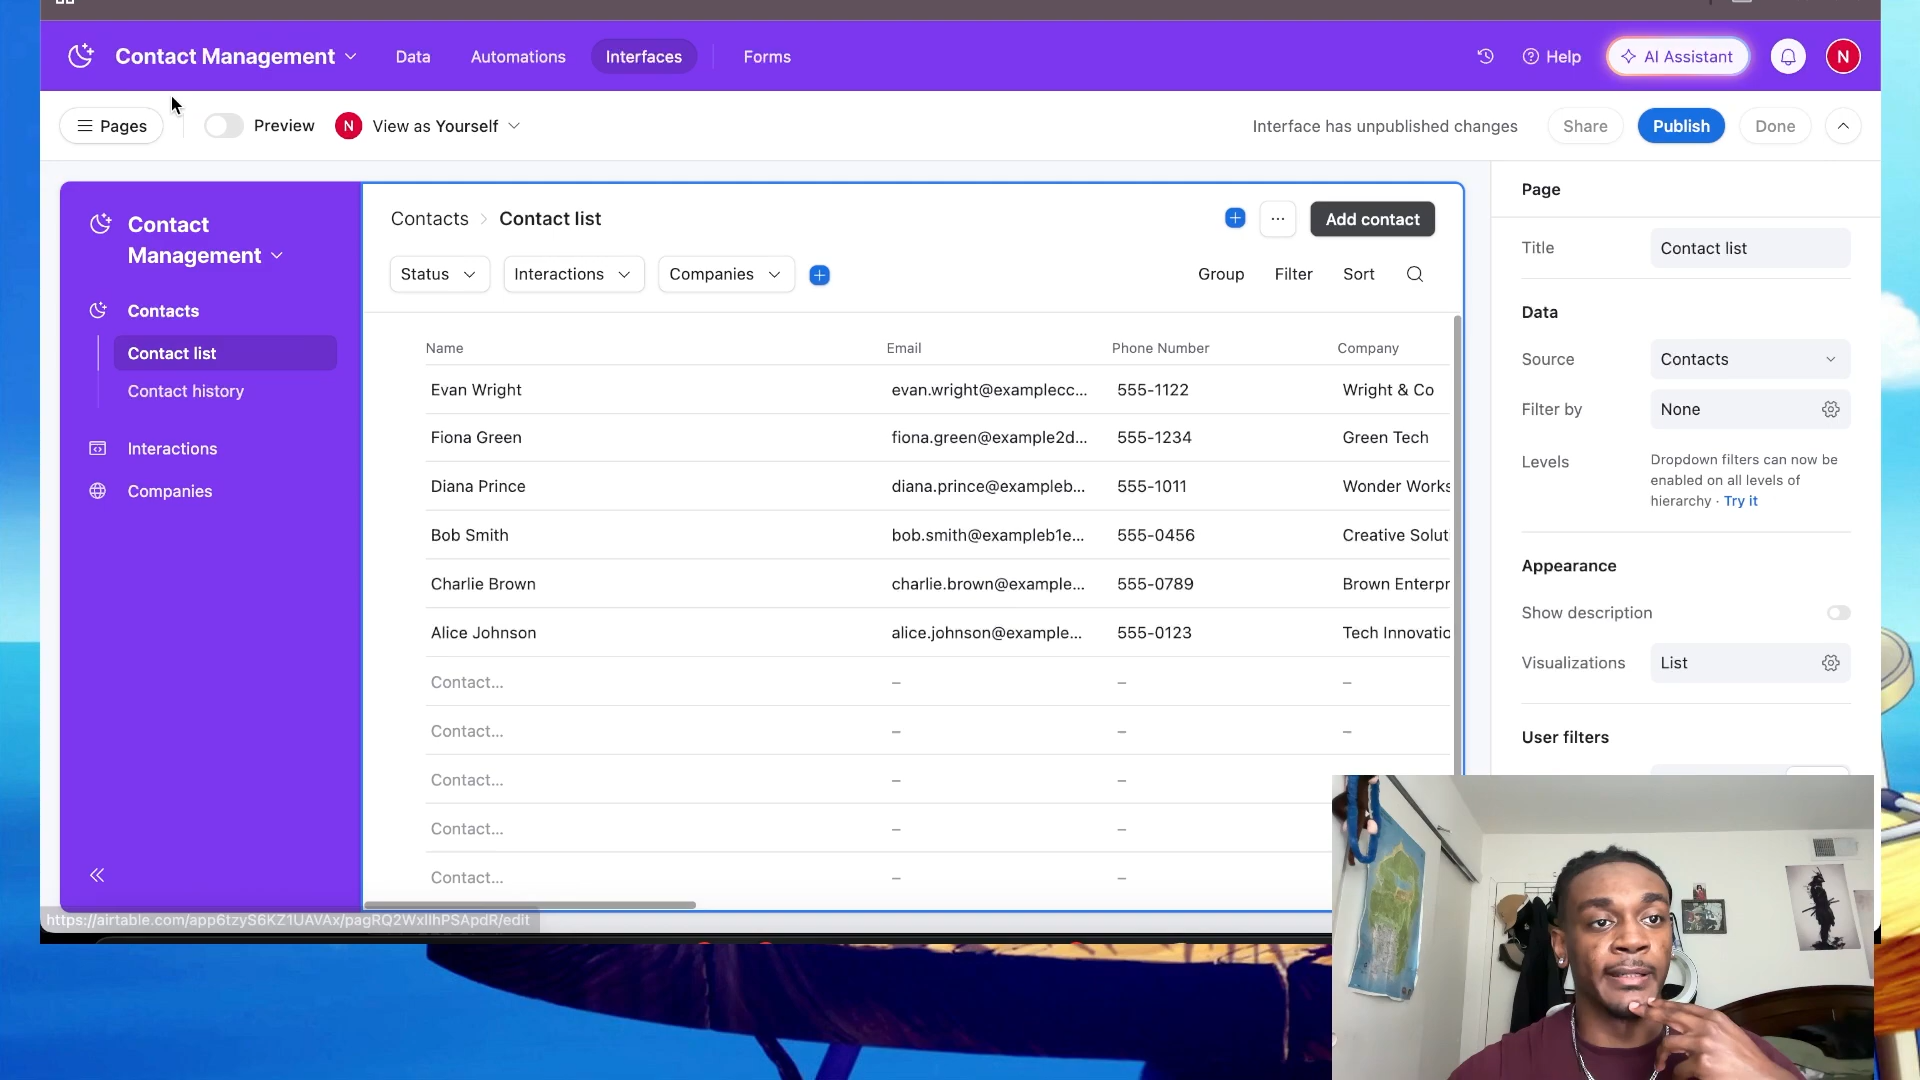 Contact Management
Data
Automations
Interfaces
Forms
Help
AI Assistant
N
Pages
Preview
N
View as Yourself
Interface has unpublished changes
Share
Publish
Done
Contact
Management
Contacts
Contact list
Contact history
Interactions
Companies
Contacts > Contact list
Add contact
Status
Interactions
Companies
Group
Filter
Sort
Name Email Phone Number Company
Evan Wright evan.wright@examplecc... 555-1122 Wright & Co
Fiona Green fiona.green@example2d... 555-1234 Green Tech
Diana Prince diana.prince@exampleb... 555-1011 Wonder Works
Bob Smith bob.smith@exampleb1e... 555-0456 Creative Solut
Charlie Brown charlie.brown@example... 555-0789 Brown Enterpr
Alice Johnson alice.johnson@example... 555-0123 Tech Innovatio
Contact... – – –
Contact... – – –
Contact... – –
Contact... – –
Contact... – –
Page
Title Contact list
Data
Source Contacts
Filter by None
Levels Dropdown filters can now be
enabled on all levels of
hierarchy · Try it
Appearance
Show description
Visualizations List
User filters
https://airtable.com/app6tzyS6KZ1UAVAx/pagRQ2WxIlhPSApdR/edit